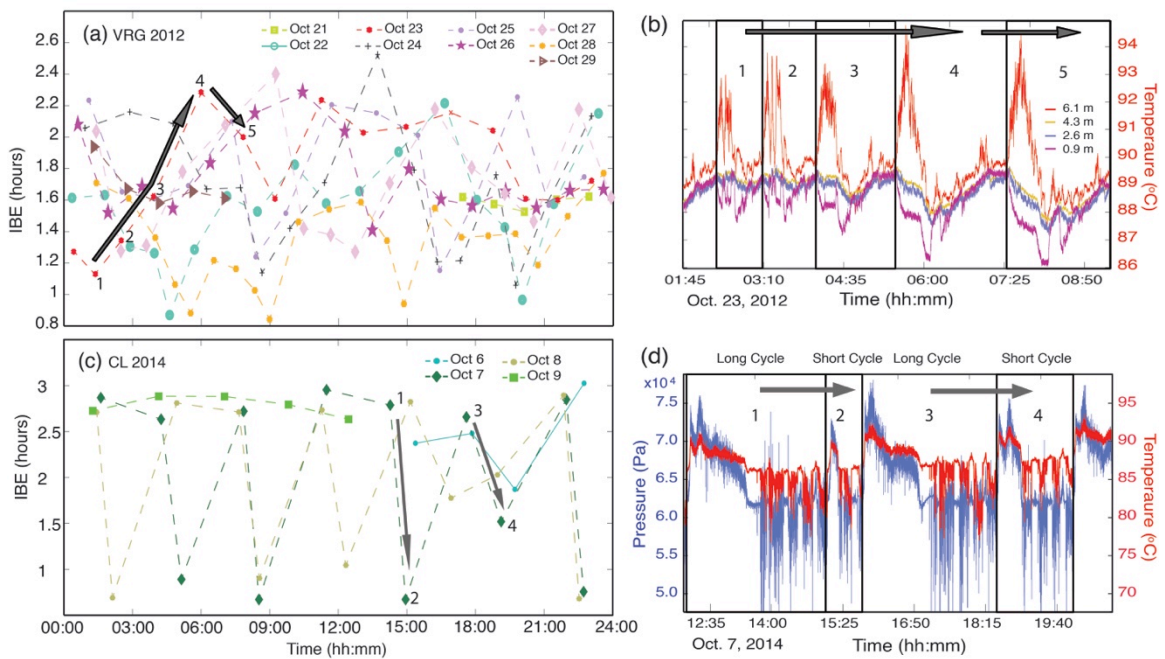 (a) VRG 2012
Oct 21
Oct 22
Oct 23
Oct 24
Oct 25
Oct 26
Oct 27
Oct 28
Oct 29
2.6
2.4
2.2
2
1.8
1.6
1.4
1.2
1
0.8
IBE (hours)
1
2
3
4
5
(b)
1
2
3
4
5
6.1 m
4.3 m
2.6 m
0.9 m
94
93
92
91
90
89
88
87
86
Temperaure (ºC)
01:45 03:10 04:35 06:00 07:25 08:50
Oct. 23, 2012 Time (hh:mm)
(c) CL 2014
Oct 6
Oct 7
Oct 8
Oct 9
3
2.5
2
1.5
1
IBE (hours)
1
2
3
4
00:00 03:00 06:00 09:00 12:00 15:00 18:00 21:00 24:00
Time (hh:mm)
(d)
Long Cycle Short Cycle Long Cycle Short Cycle
x10⁴
1
2
3
4
7.5
7.0
6.5
6.0
5.5
5.0
Pressure (Pa)
95
90
85
80
75
70
Temperaure (ºC)
12:35 14:00 15:25 16:50 18:15 19:40
Oct. 7, 2014 Time (hh:mm)